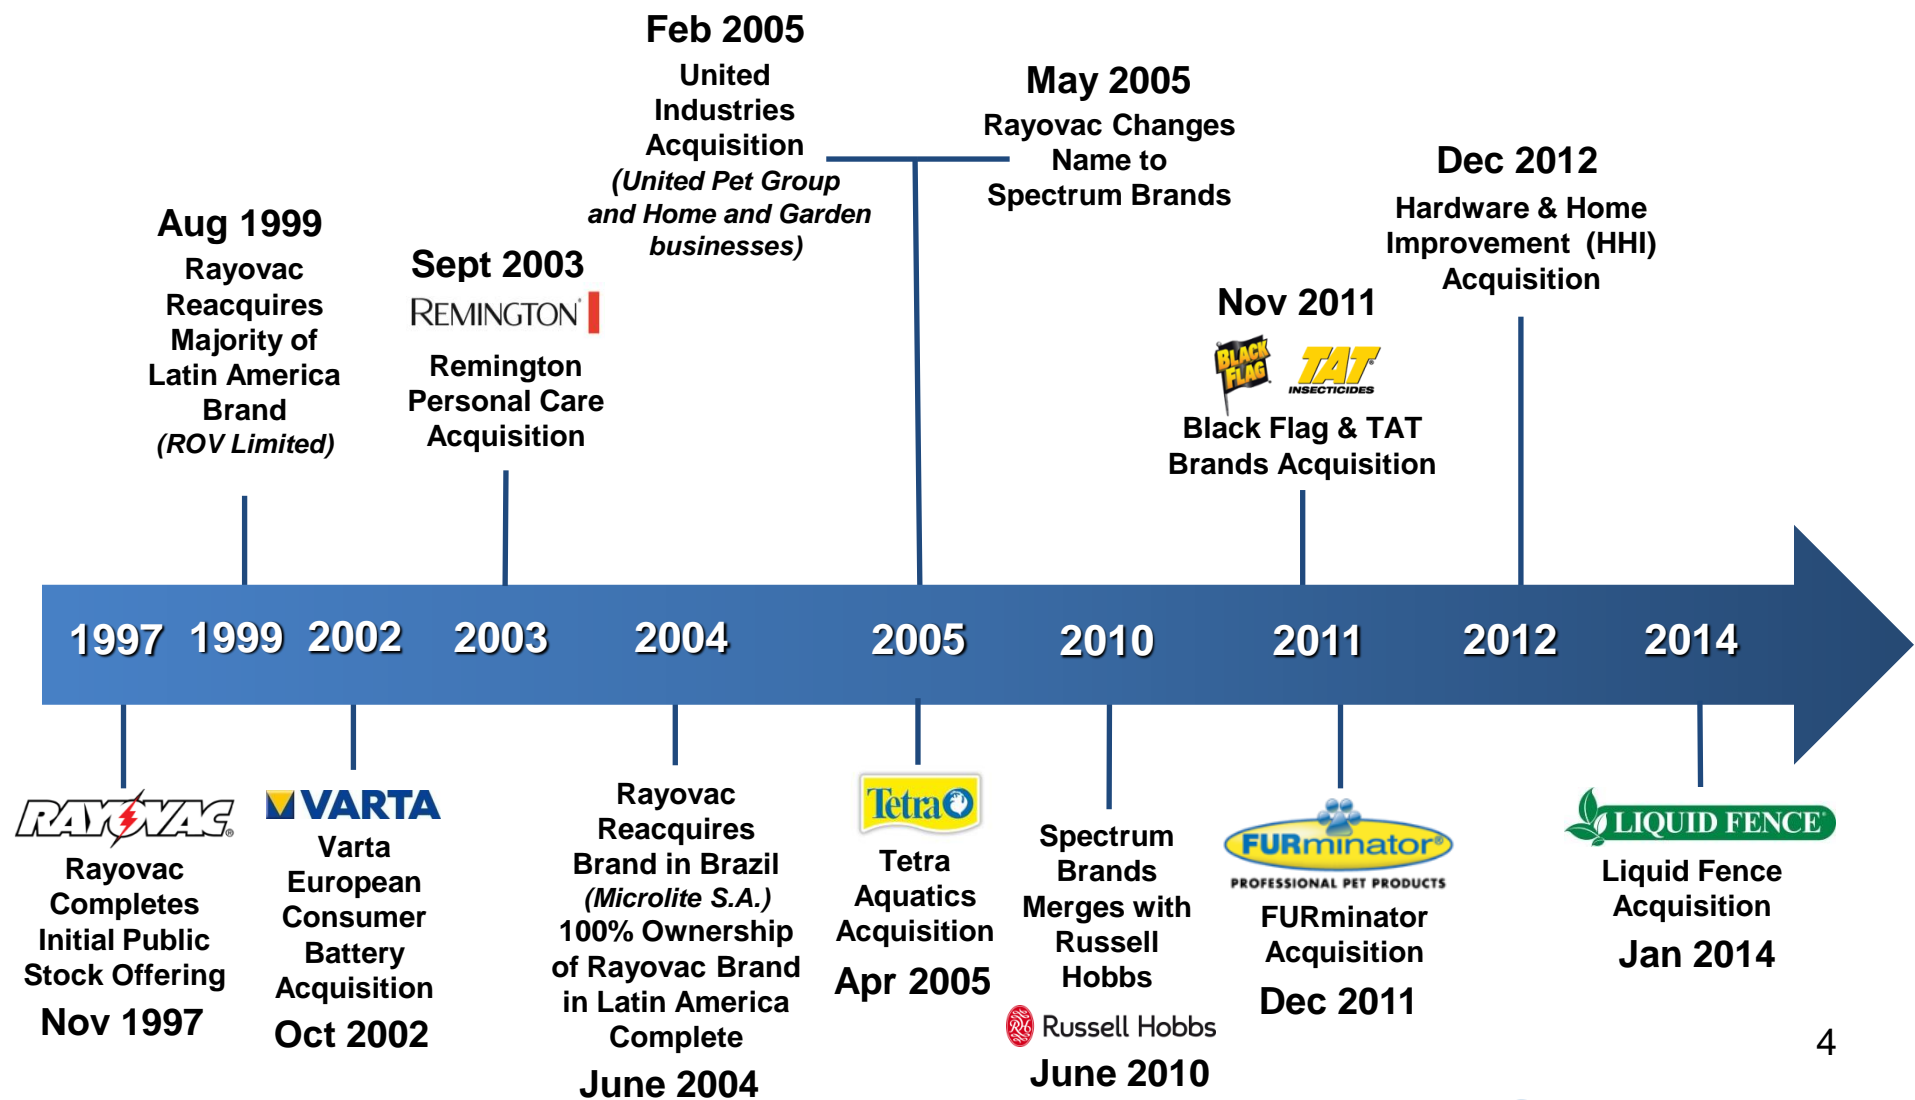 Feb 2005
United
Industries
Acquisition
(United Pet Group
and Home and Garden
businesses)
May 2005
Rayovac Changes
Name to
Spectrum Brands
Dec 2012
Hardware & Home
Improvement (HHI)
Acquisition
Aug 1999
Rayovac
Reacquires
Majority of
Latin America
Brand
(ROV Limited)
Sept 2003
REMINGTON®
Remington
Personal Care
Acquisition
Nov 2011
BLACK
FLAG
TAT®
INSECTICIDES
Black Flag & TAT
Brands Acquisition
1997 1999 2002 2003 2004 2005 2010 2011 2012 2014
RAYOVAC®
Rayovac
Completes
Initial Public
Stock Offering
Nov 1997
VARTA
Varta
European
Consumer
Battery
Acquisition
Oct 2002
Rayovac
Reacquires
Brand in Brazil
(Microlite S.A.)
100% Ownership
of Rayovac Brand
in Latin America
Complete
June 2004
Tetra
Tetra
Aquatics
Acquisition
Apr 2005
Spectrum
Brands
Merges with
Russell
Hobbs
RH Russell Hobbs
June 2010
FURminator®
PROFESSIONAL PET PRODUCTS
FURminator
Acquisition
Dec 2011
LIQUID FENCE®
Liquid Fence
Acquisition
Jan 2014
4